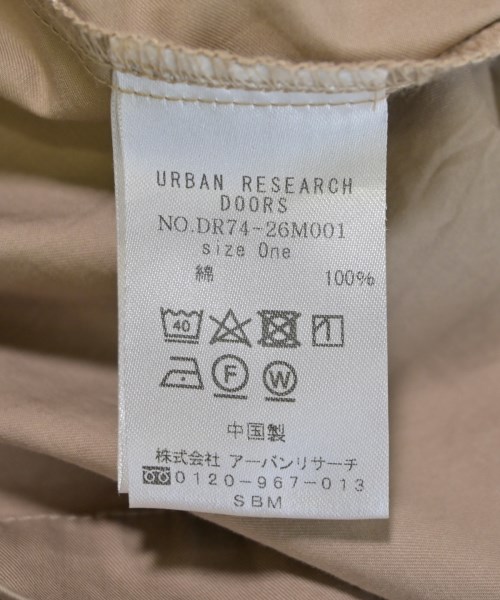 URBAN RESEARCH
DOORS
NO.DR74-26M001
size One
綿 100%
40
F W
中国製
株式会社 アーバンリサーチ
0120-967-013
SBM